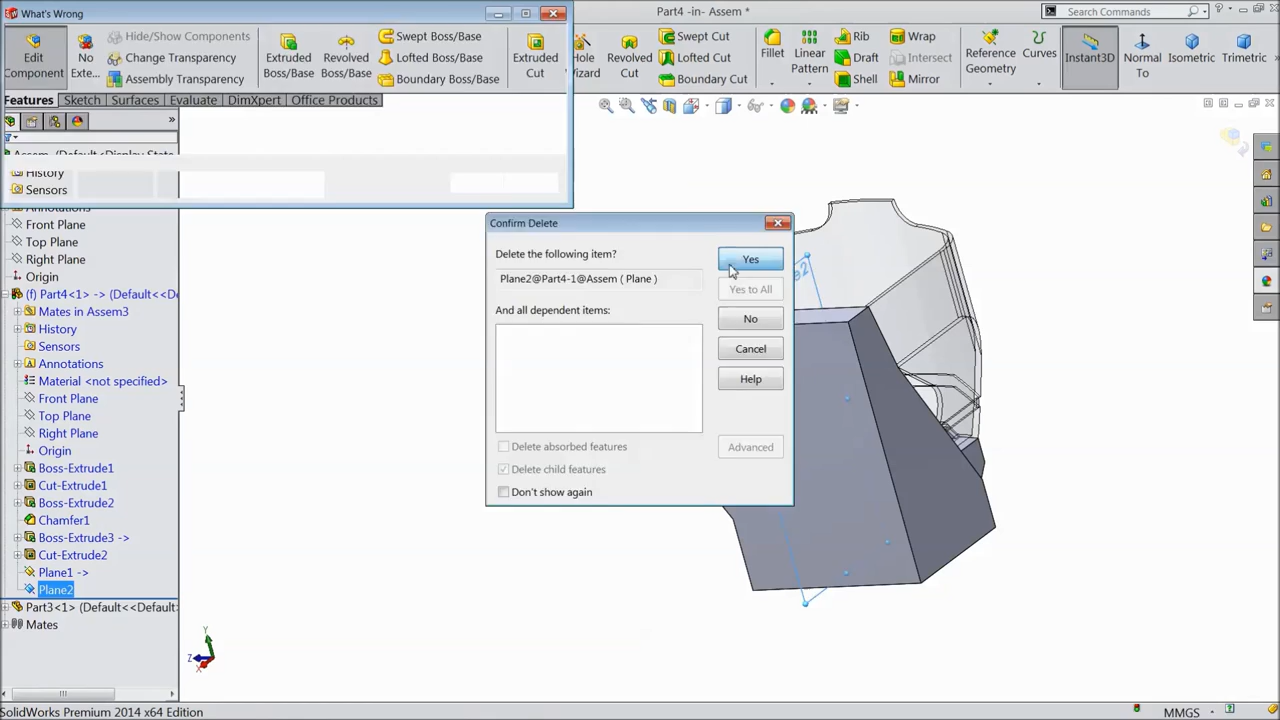 What's Wrong
Part4 -in- Assem *
Search Commands
Edit Component
No Exte...
Hide/Show Components
Change Transparency
Assembly Transparency
Extruded Boss/Base
Revolved Boss/Base
Swept Boss/Base
Lofted Boss/Base
Boundary Boss/Base
Extruded Cut
Hole Wizard
Revolved Cut
Swept Cut
Lofted Cut
Boundary Cut
Fillet
Linear Pattern
Rib
Draft
Shell
Wrap
Intersect
Mirror
Reference Geometry
Curves
Instant3D
Normal To
Isometric
Trimetric
Features
Sketch
Surfaces
Evaluate
DimXpert
Office Products
»
Assem (Default<Display State
History
Sensors
Annotations
Front Plane
Top Plane
Right Plane
Origin
(f) Part4<1> -> (Default<<Def
Mates in Assem3
History
Sensors
Annotations
Material <not specified>
Front Plane
Top Plane
Right Plane
Origin
Boss-Extrude1
Cut-Extrude1
Boss-Extrude2
Chamfer1
Boss-Extrude3 ->
Cut-Extrude2
Plane1 ->
Plane2
Part3<1> (Default<<Default
Mates
Confirm Delete
Delete the following item?
Plane2@Part4-1@Assem ( Plane )
And all dependent items:
Yes
Yes to All
No
Cancel
Help
Advanced
Delete absorbed features
Delete child features
Don't show again
Y
Z
X
SolidWorks Premium 2014 x64 Edition
MMGS